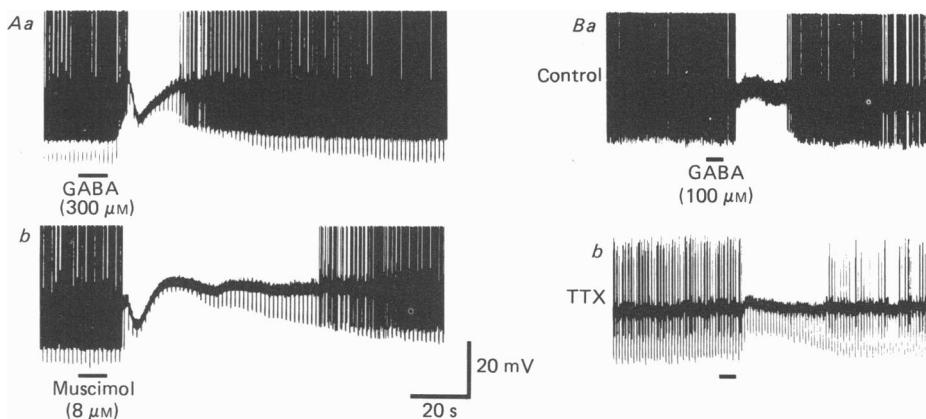 Aa
GABA
(300 μM)
b
Muscimol
(8 μM)
20 mV
20 s
Ba
Control
GABA
(100 μM)
b
TTX